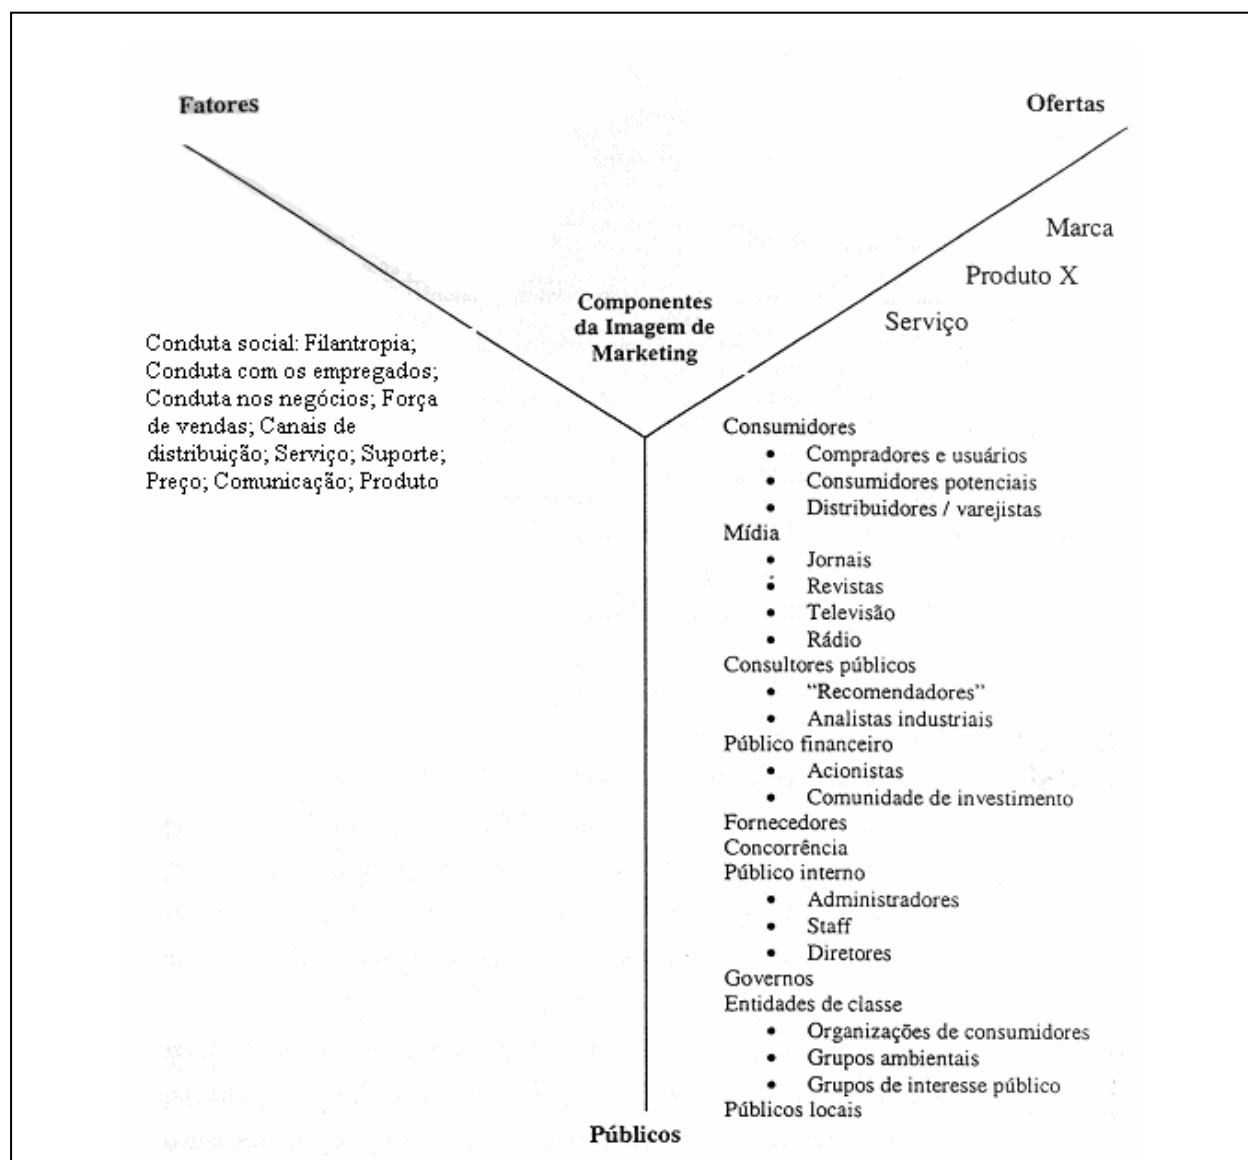 Fatores
Ofertas
Marca
Produto X
Serviço
Componentes
da Imagem de
Marketing
Conduta social: Filantropia;
Conduta com os empregados;
Conduta nos negócios; Força
de vendas; Canais de
distribuição; Serviço; Suporte;
Preço; Comunicação; Produto
Consumidores
• Compradores e usuários
• Consumidores potenciais
• Distribuidores / varejistas
Mídia
• Jornais
• Revistas
• Televisão
• Rádio
Consultores públicos
• “Recomendadores”
• Analistas industriais
Público financeiro
• Acionistas
• Comunidade de investimento
Fornecedores
Concorrência
Público interno
• Administradores
• Staff
• Diretores
Governos
Entidades de classe
• Organizações de consumidores
• Grupos ambientais
• Grupos de interesse público
Públicos locais
Públicos